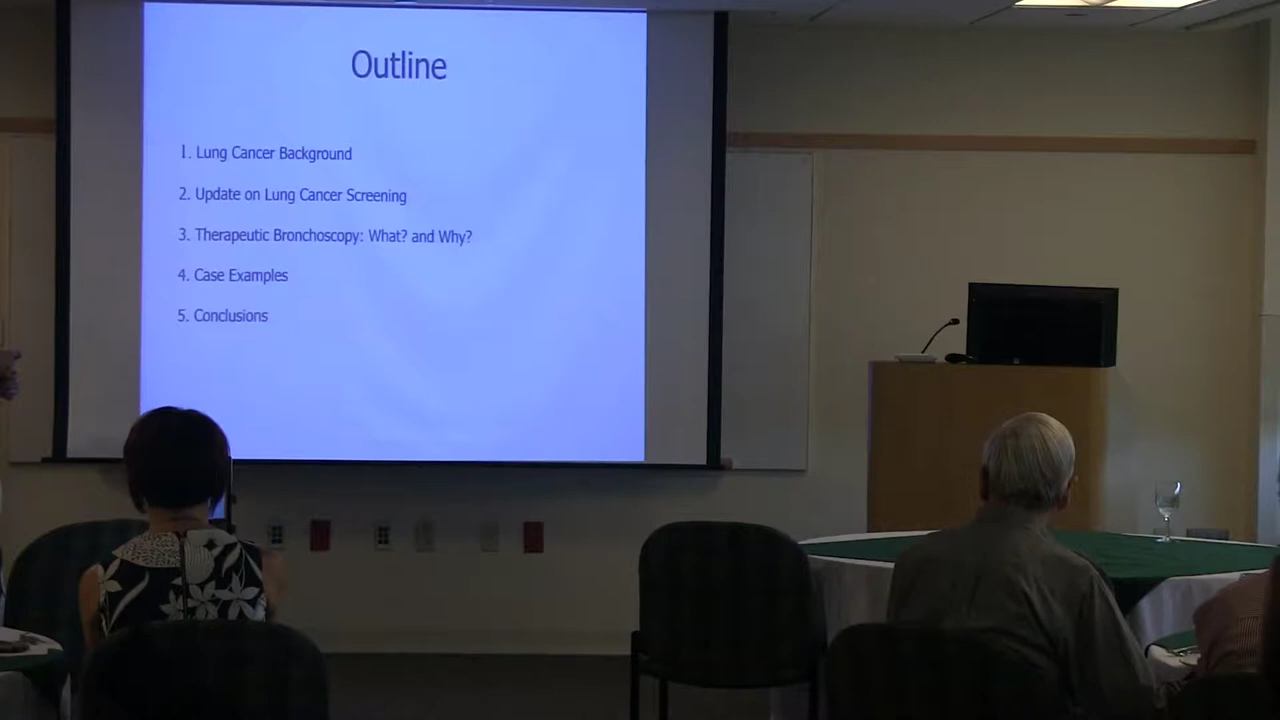 Outline
1. Lung Cancer Background
2. Update on Lung Cancer Screening
3. Therapeutic Bronchoscopy: What? and Why?
4. Case Examples
5. Conclusions